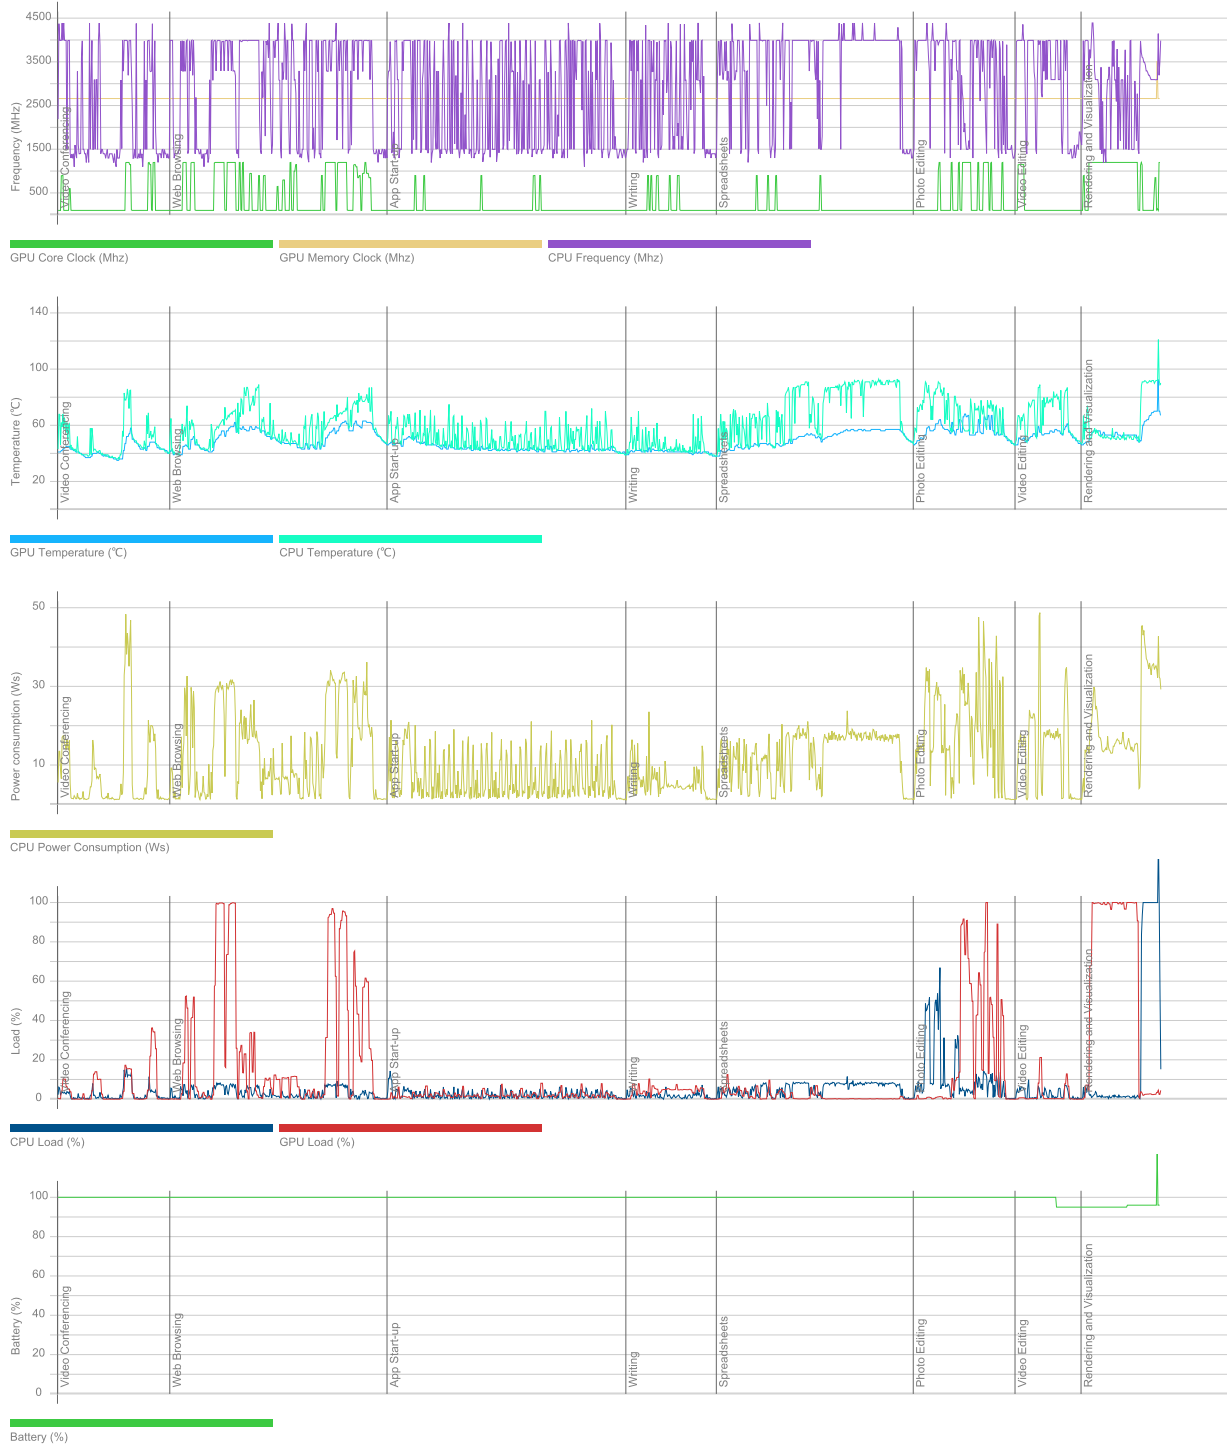 4500
3500
2500
1500
500
Frequency (MHz)
Video Conferencing
Web Browsing
App Start-up
Writing
Spreadsheets
Photo Editing
Video Editing
Rendering and Visualization
GPU Core Clock (Mhz)
GPU Memory Clock (Mhz)
CPU Frequency (Mhz)
140
100
60
20
Temperature (℃)
Video Conferencing
Web Browsing
App Start-up
Writing
Spreadsheets
Photo Editing
Video Editing
Rendering and Visualization
GPU Temperature (℃)
CPU Temperature (℃)
50
30
10
Power consumption (Ws)
Video Conferencing
Web Browsing
App Start-up
Writing
Spreadsheets
Photo Editing
Video Editing
Rendering and Visualization
CPU Power Consumption (Ws)
100
80
60
40
20
0
Load (%)
Video Conferencing
Web Browsing
App Start-up
Writing
Spreadsheets
Photo Editing
Video Editing
Rendering and Visualization
CPU Load (%)
GPU Load (%)
100
80
60
40
20
0
Battery (%)
Video Conferencing
Web Browsing
App Start-up
Writing
Spreadsheets
Photo Editing
Video Editing
Rendering and Visualization
Battery (%)